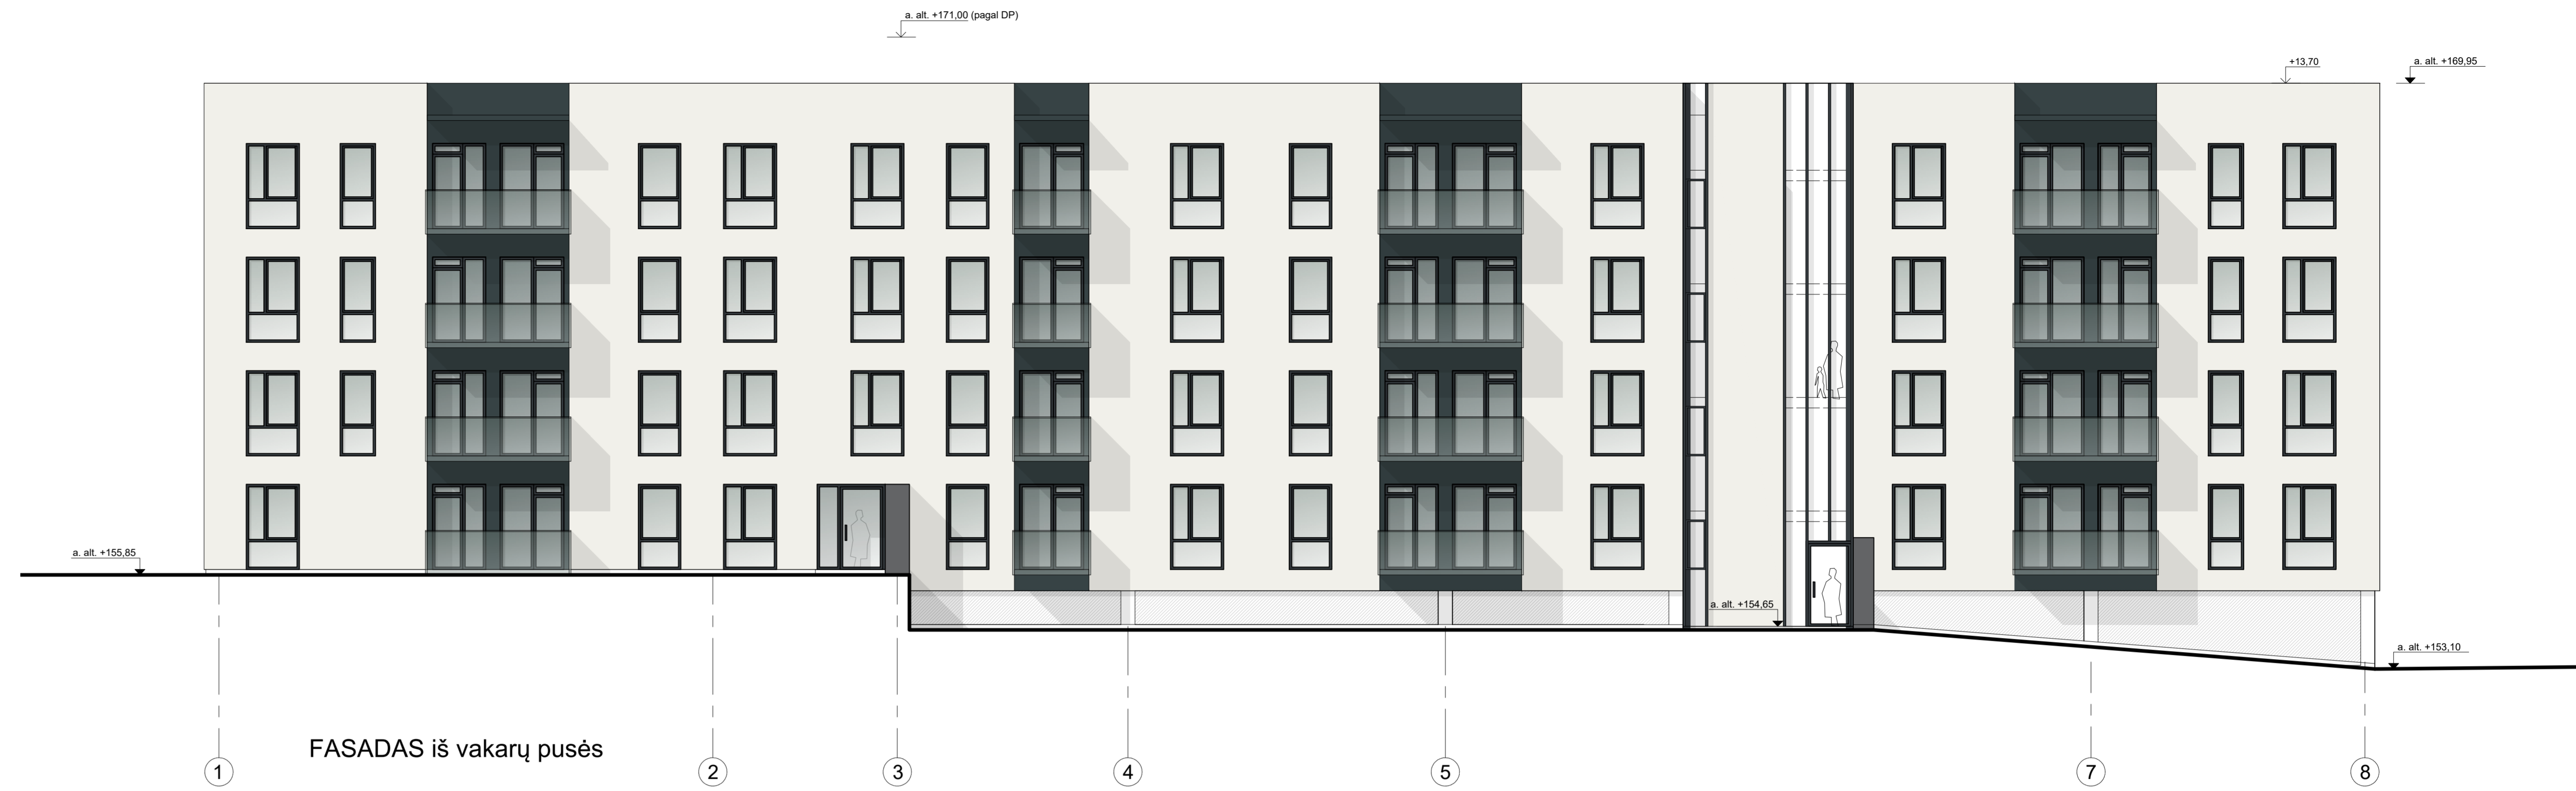 a. alt. +171,00 (pagal DP)
+13,70
a. alt. +169,95
a. alt. +155,85
a. alt. +154,65
a. alt. +153,10
FASADAS iš vakarų pusės
1
2
3
4
5
7
8